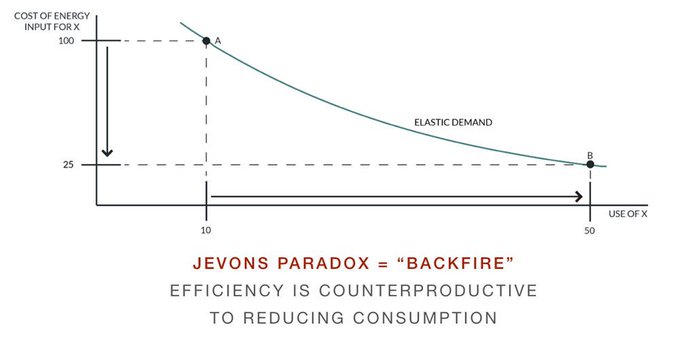 COST OF ENERGY
INPUT FOR X
100
A
ELASTIC DEMAND
B
25
USE OF X
10
50
JEVONS PARADOX = “BACKFIRE”
EFFICIENCY IS COUNTERPRODUCTIVE
TO REDUCING CONSUMPTION